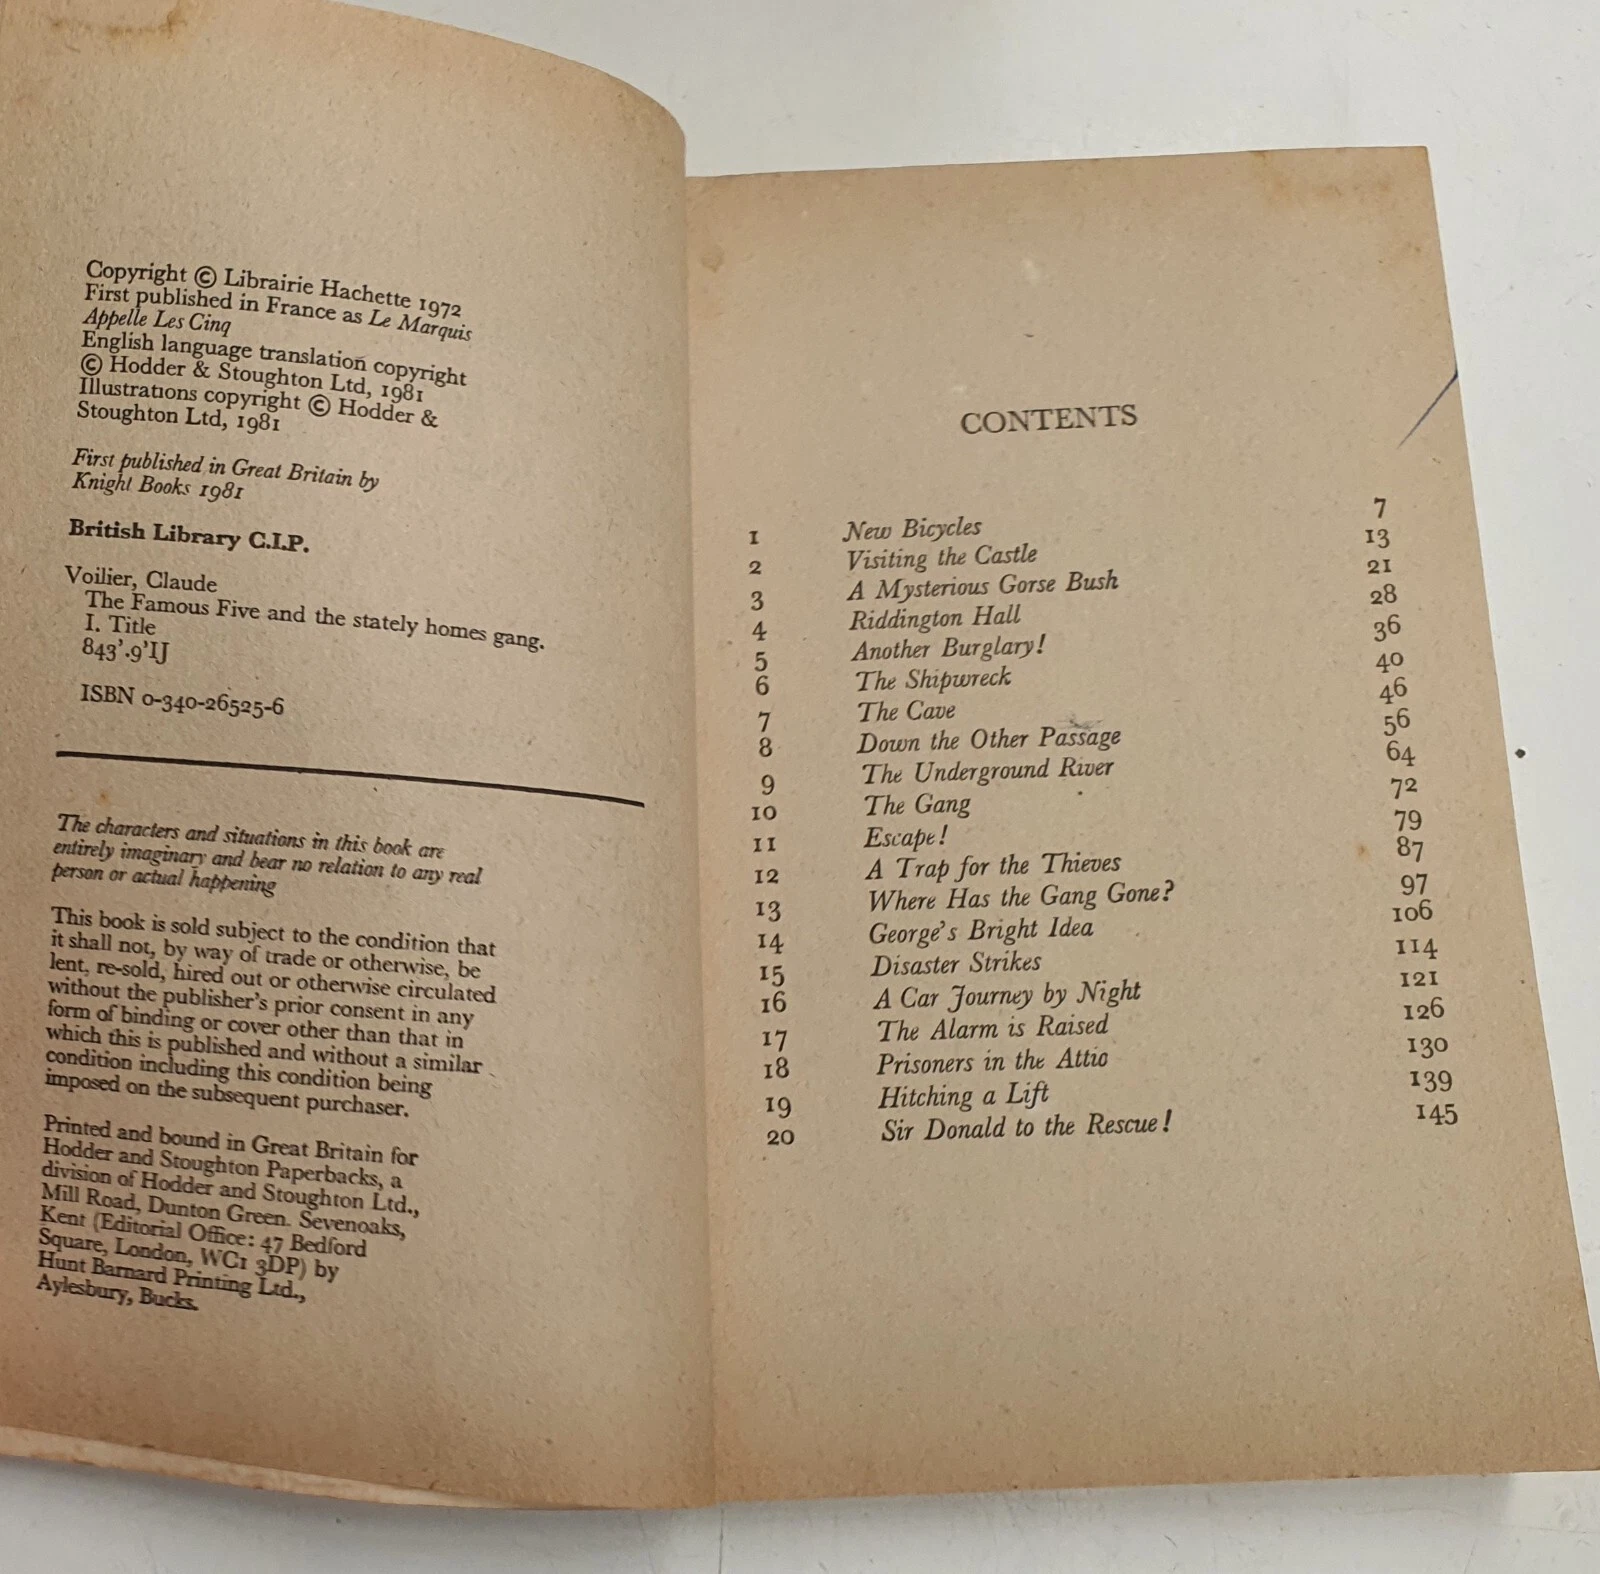 Copyright © Librairie Hachette 1972
First published in France as Le Marquis
Appelle Les Cinq
English language translation copyright
© Hodder & Stoughton Ltd, 1981
Illustrations copyright © Hodder &
Stoughton Ltd, 1981
First published in Great Britain by
Knight Books 1981
British Library C.I.P.
Voilier, Claude
The Famous Five and the stately homes gang.
I. Title
843'.9'1J
ISBN 0-340-26525-6
The characters and situations in this book are
entirely imaginary and bear no relation to any real
person or actual happening
This book is sold subject to the condition that
it shall not, by way of trade or otherwise, be
lent, re-sold, hired out or otherwise circulated
without the publisher's prior consent in any
form of binding or cover other than that in
which this is published and without a similar
condition including this condition being
imposed on the subsequent purchaser.
Printed and bound in Great Britain for
Hodder and Stoughton Paperbacks, a
division of Hodder and Stoughton Ltd.,
Mill Road, Dunton Green. Sevenoaks,
Kent (Editorial Office: 47 Bedford
Square, London, WC1 3DP) by
Hunt Barnard Printing Ltd.,
Aylesbury, Bucks.
CONTENTS
1 New Bicycles 7
2 Visiting the Castle 13
3 A Mysterious Gorse Bush 21
4 Riddington Hall 28
5 Another Burglary! 36
6 The Shipwreck 40
7 The Cave 46
8 Down the Other Passage 56
9 The Underground River 64
10 The Gang 72
11 Escape! 79
12 A Trap for the Thieves 87
13 Where Has the Gang Gone? 97
14 George's Bright Idea 106
15 Disaster Strikes 114
16 A Car Journey by Night 121
17 The Alarm is Raised 126
18 Prisoners in the Attic 130
19 Hitching a Lift 139
20 Sir Donald to the Rescue! 145